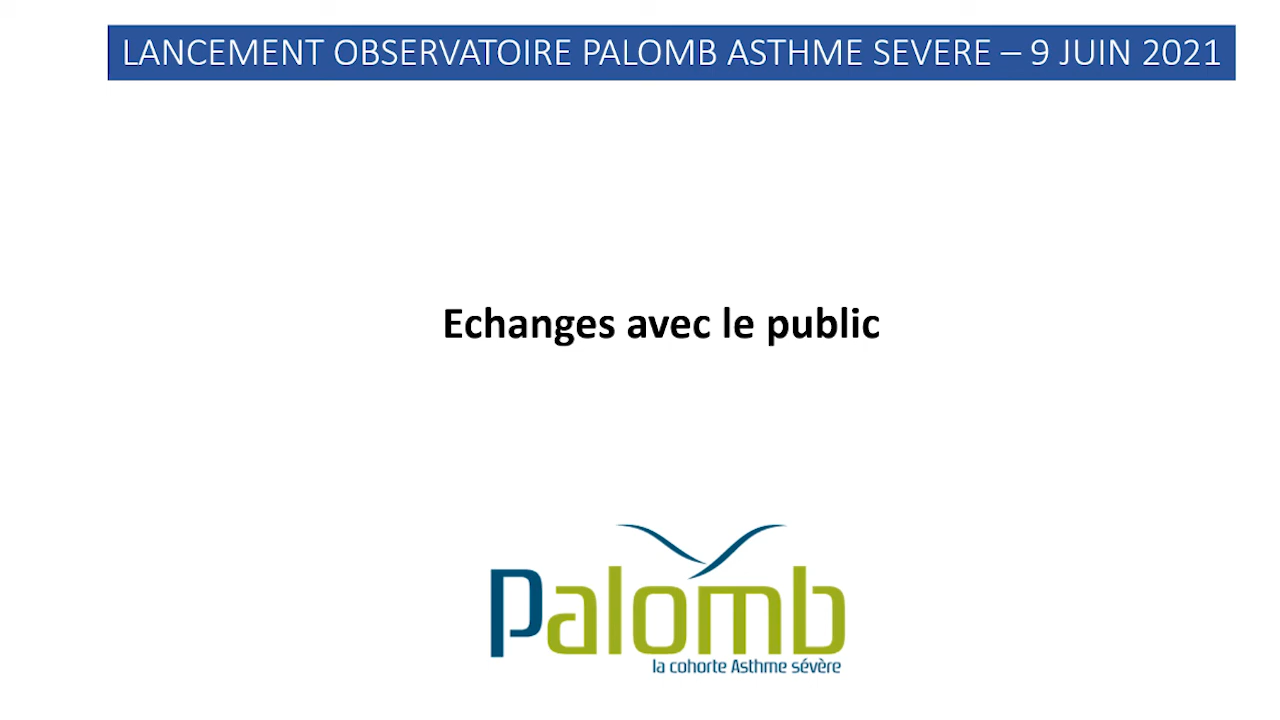 LANCEMENT OBSERVATOIRE PALOMB ASTHME SEVERE – 9 JUIN 2021
Echanges avec le public
Palomb
la cohorte Asthme sévère